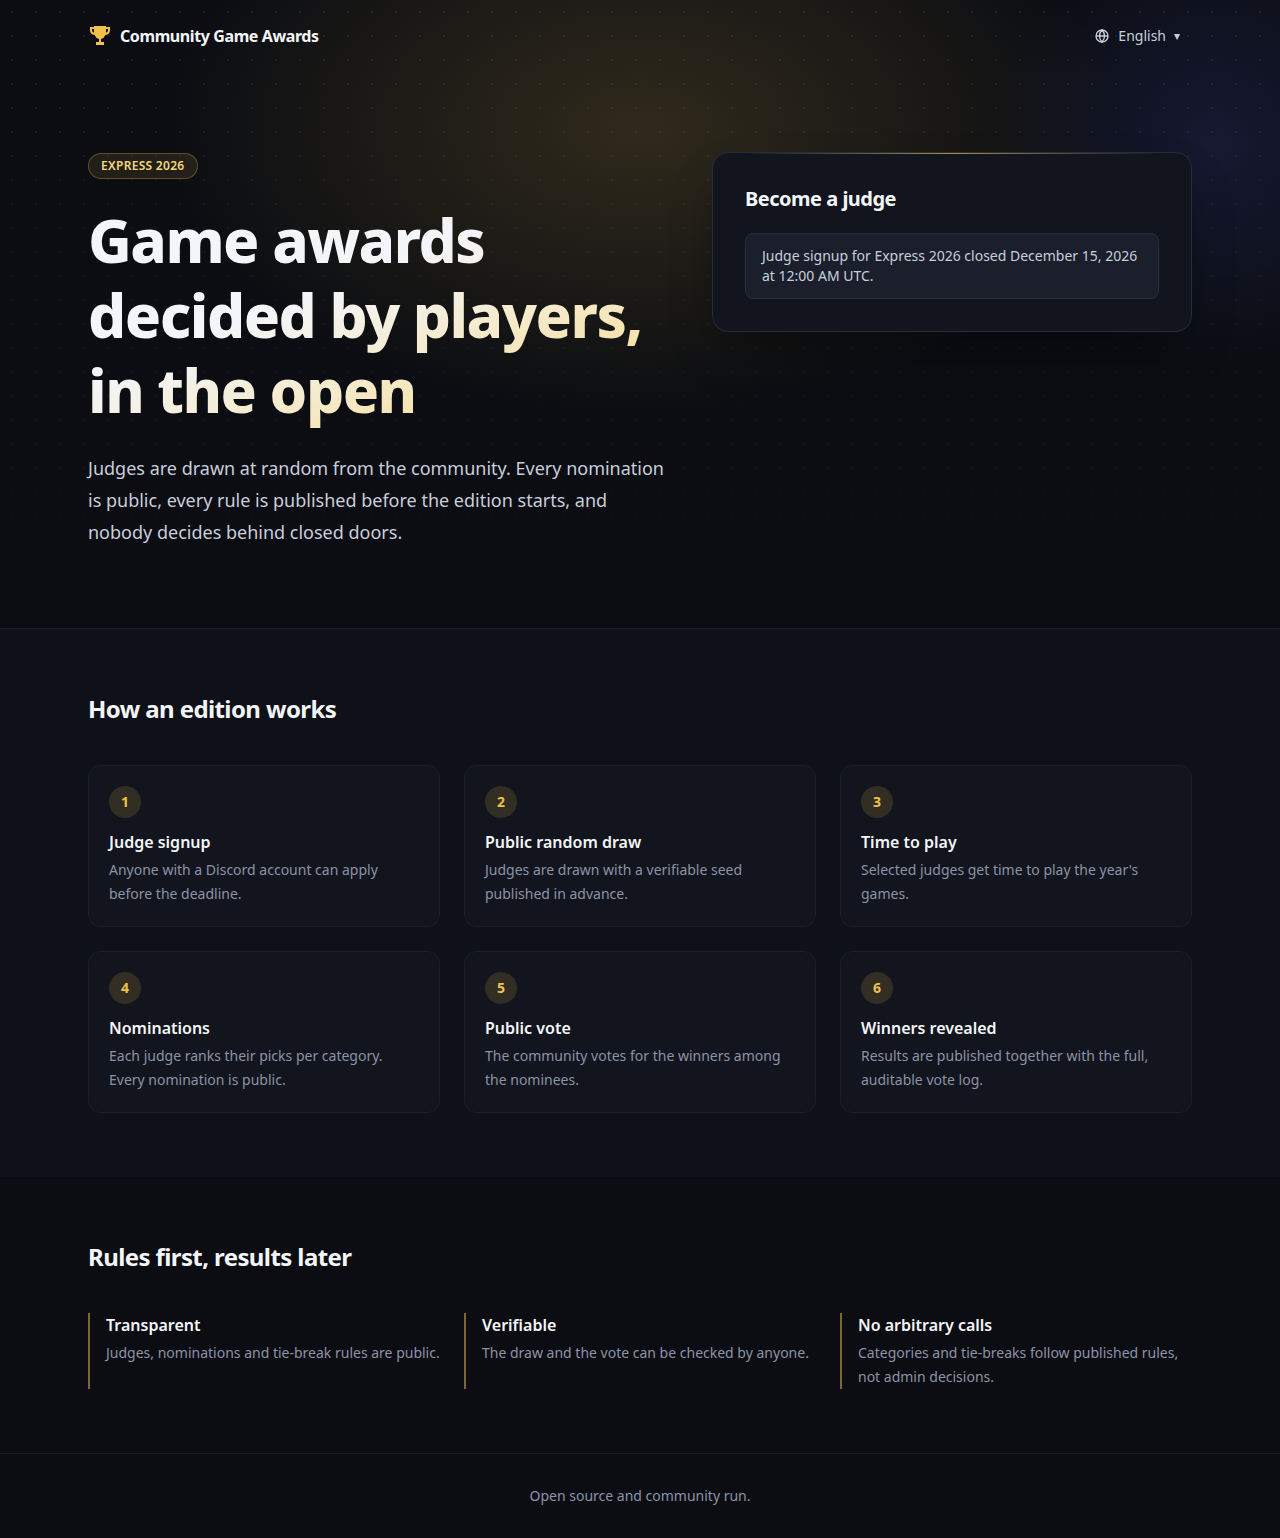 Community Game Awards
English ▾
EXPRESS 2026
Game awards
decided by players,
in the open
Judges are drawn at random from the community. Every nomination
is public, every rule is published before the edition starts, and
nobody decides behind closed doors.
Become a judge
Judge signup for Express 2026 closed December 15, 2026
at 12:00 AM UTC.
How an edition works
1
Judge signup
Anyone with a Discord account can apply
before the deadline.
2
Public random draw
Judges are drawn with a verifiable seed
published in advance.
3
Time to play
Selected judges get time to play the year's
games.
4
Nominations
Each judge ranks their picks per category.
Every nomination is public.
5
Public vote
The community votes for the winners among
the nominees.
6
Winners revealed
Results are published together with the full,
auditable vote log.
Rules first, results later
Transparent
Judges, nominations and tie-break rules are public.
Verifiable
The draw and the vote can be checked by anyone.
No arbitrary calls
Categories and tie-breaks follow published rules,
not admin decisions.
Open source and community run.